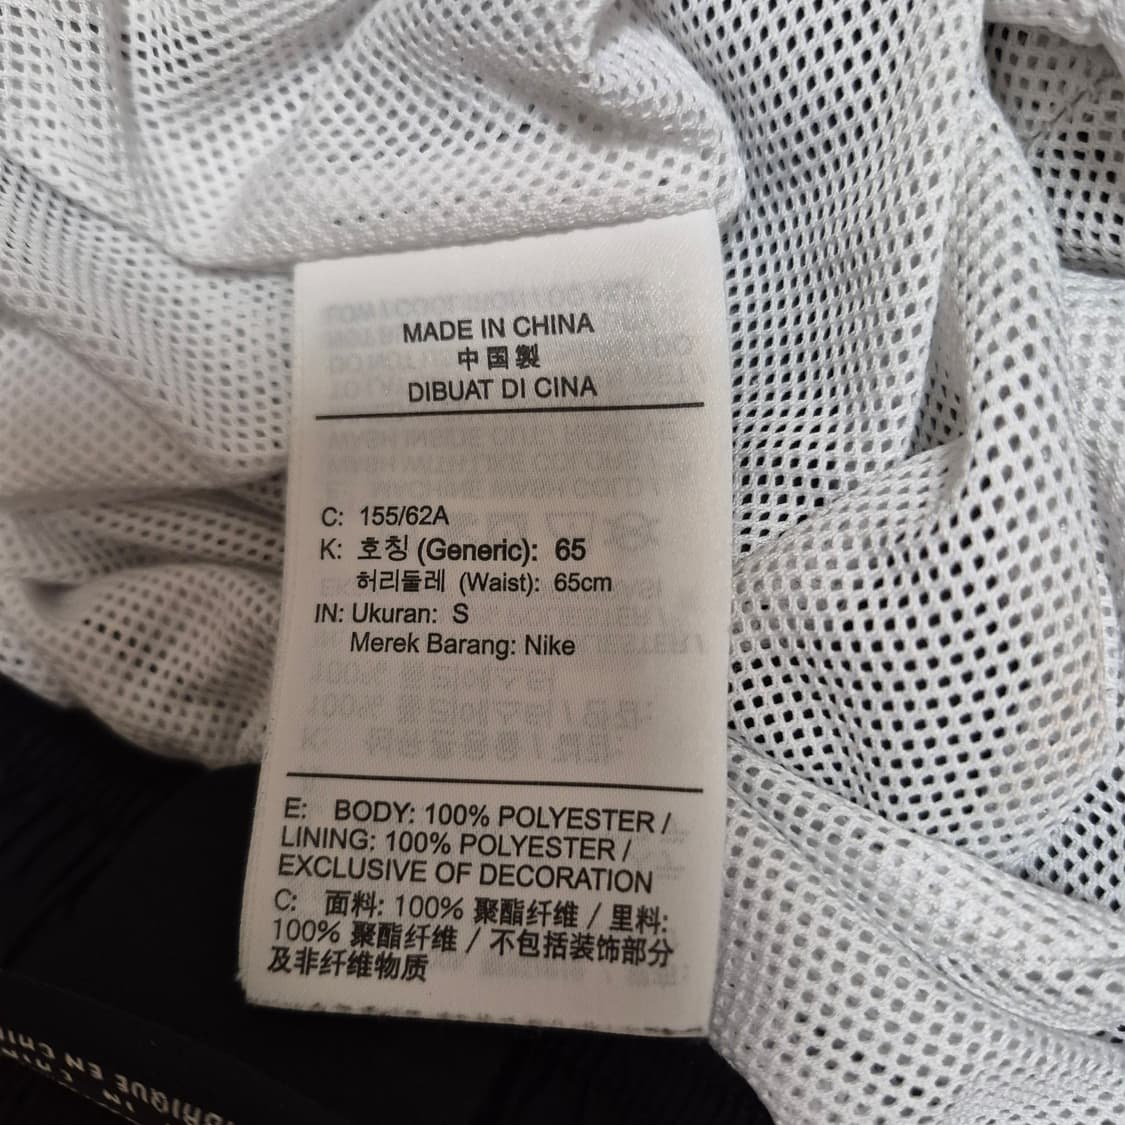 MADE IN CHINA
中国製
DIBUAT DI CINA
C: 155/62A
K: 호칭 (Generic): 65
허리둘레 (Waist): 65cm
IN: Ukuran: S
Merek Barang: Nike
E: BODY: 100% POLYESTER /
LINING: 100% POLYESTER /
EXCLUSIVE OF DECORATION
C: 面料: 100% 聚酯纤维 / 里料:
100% 聚酯纤维 / 不包括装饰部分
及非纤维物质